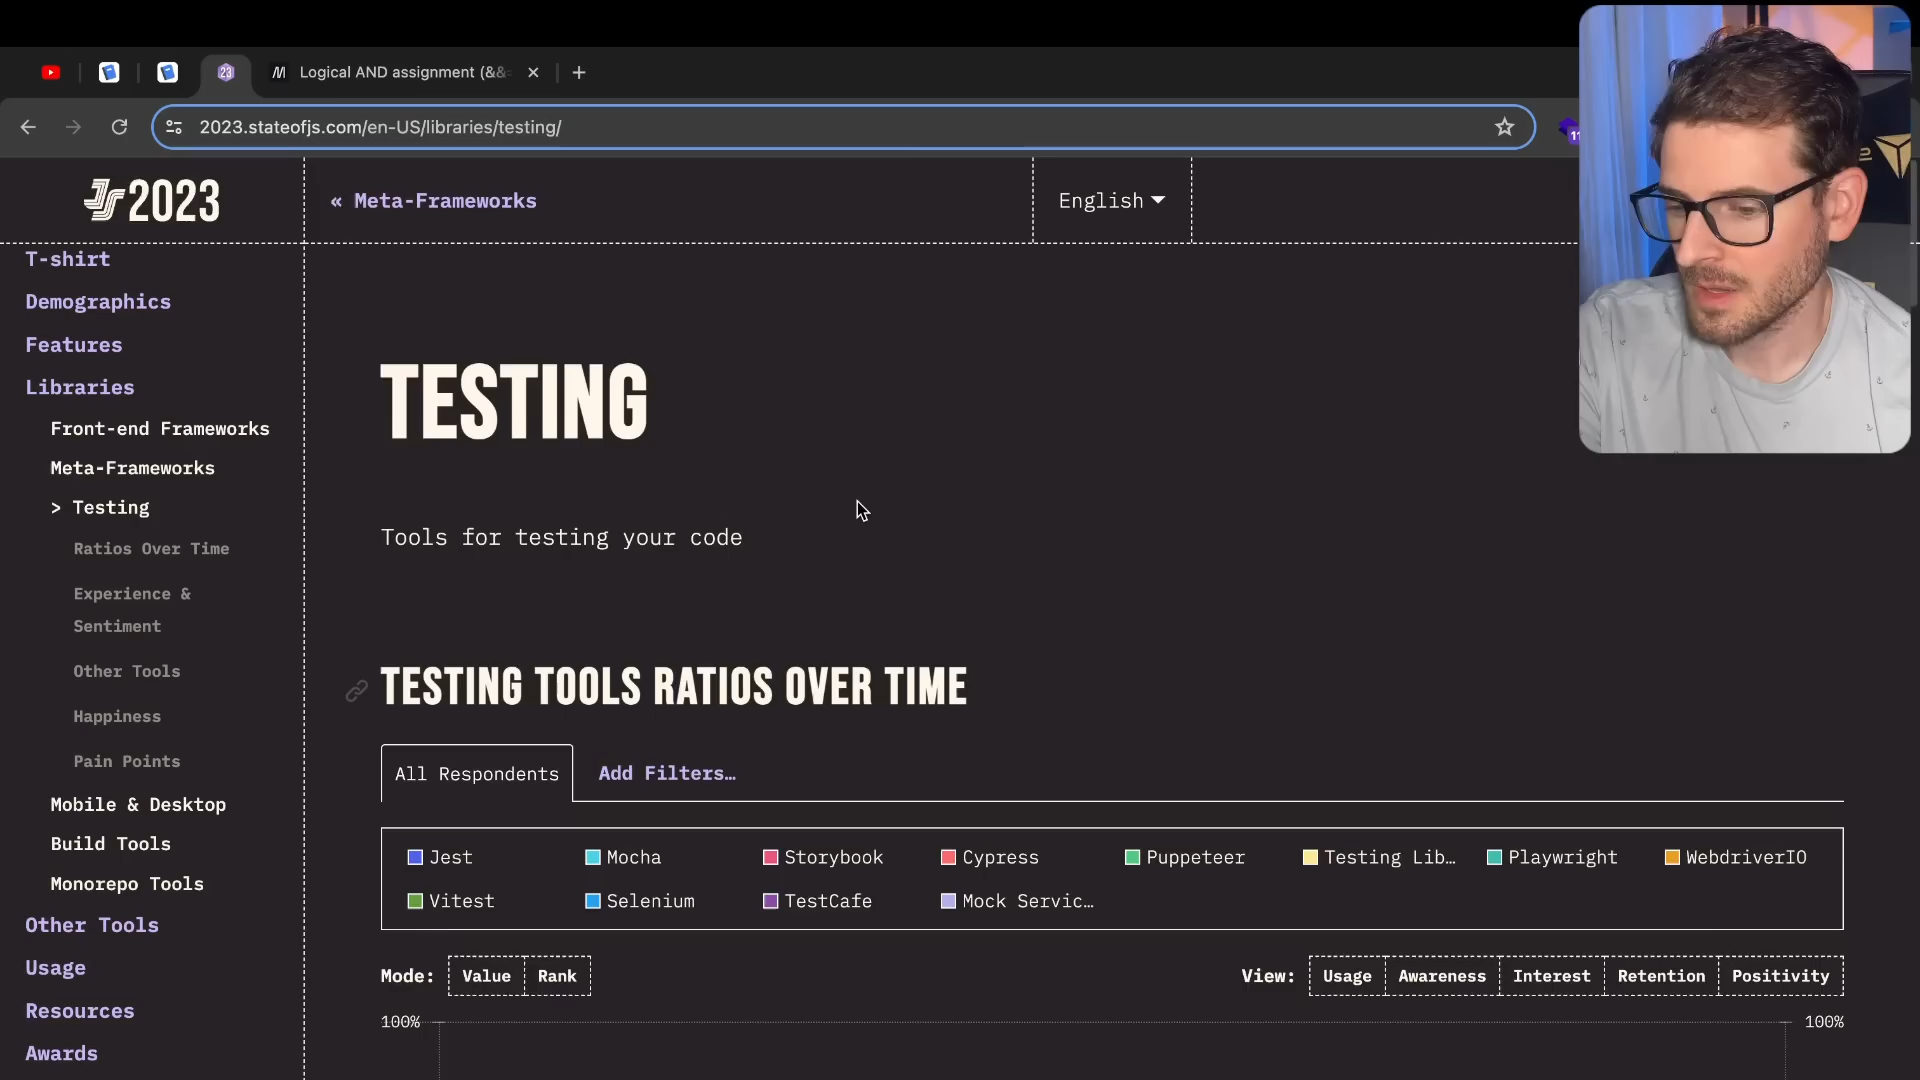 23
Logical AND assignment (&&=
2023.stateofjs.com/en-US/libraries/testing/
11
JS 2023
« Meta-Frameworks
English
T-shirt
Demographics
Features
Libraries
Front-end Frameworks
Meta-Frameworks
> Testing
Ratios Over Time
Experience &
Sentiment
Other Tools
Happiness
Pain Points
Mobile & Desktop
Build Tools
Monorepo Tools
Other Tools
Usage
Resources
Awards
TESTING
Tools for testing your code
TESTING TOOLS RATIOS OVER TIME
All Respondents
Add Filters…
Jest
Mocha
Storybook
Cypress
Puppeteer
Testing Lib…
Playwright
WebdriverIO
Vitest
Selenium
TestCafe
Mock Servic…
Mode: Value Rank
View: Usage Awareness Interest Retention Positivity
100%
100%